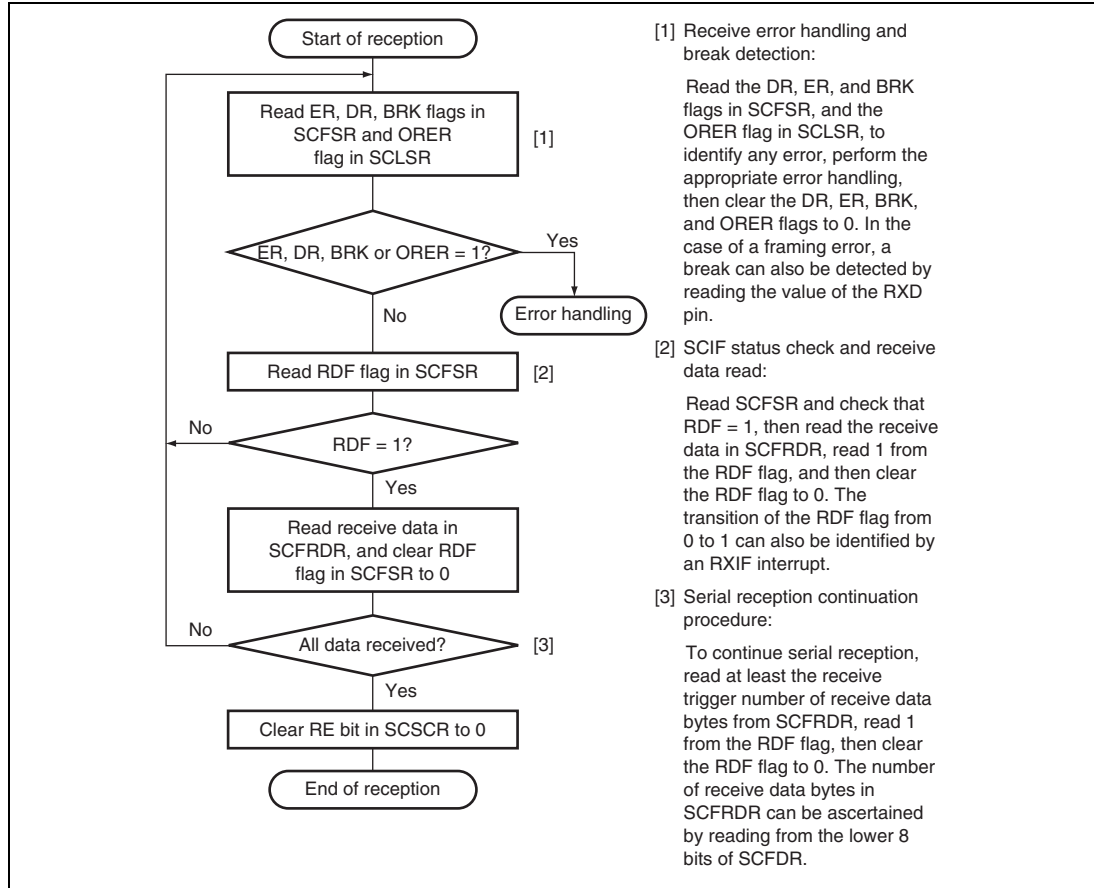 Start of reception
Read ER, DR, BRK flags in
SCFSR and ORER
flag in SCLSR
[1]
ER, DR, BRK or ORER = 1?
Yes
Error handling
No
Read RDF flag in SCFSR
[2]
No
RDF = 1?
Yes
Read receive data in
SCFRDR, and clear RDF
flag in SCFSR to 0
No
All data received?
[3]
Yes
Clear RE bit in SCSCR to 0
End of reception
[1] Receive error handling and
break detection:
Read the DR, ER, and BRK
flags in SCFSR, and the
ORER flag in SCLSR, to
identify any error, perform the
appropriate error handling,
then clear the DR, ER, BRK,
and ORER flags to 0. In the
case of a framing error, a
break can also be detected by
reading the value of the RXD
pin.
[2] SCIF status check and receive
data read:
Read SCFSR and check that
RDF = 1, then read the receive
data in SCFRDR, read 1 from
the RDF flag, and then clear
the RDF flag to 0. The
transition of the RDF flag from
0 to 1 can also be identified by
an RXIF interrupt.
[3] Serial reception continuation
procedure:
To continue serial reception,
read at least the receive
trigger number of receive data
bytes from SCFRDR, read 1
from the RDF flag, then clear
the RDF flag to 0. The number
of receive data bytes in
SCFRDR can be ascertained
by reading from the lower 8
bits of SCFDR.